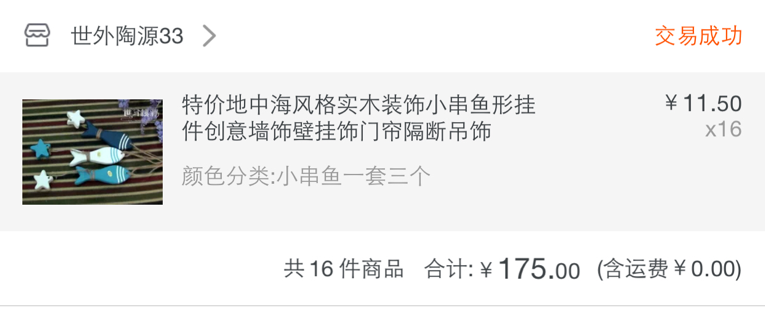 世外陶源33
交易成功
特价地中海风格实木装饰小串鱼形挂
¥11.50
件创意墙饰壁挂饰门帘隔断吊饰
x16
颜色分类:小串鱼一套三个
共16件商品 合计:¥175.00 (含运费¥0.00)